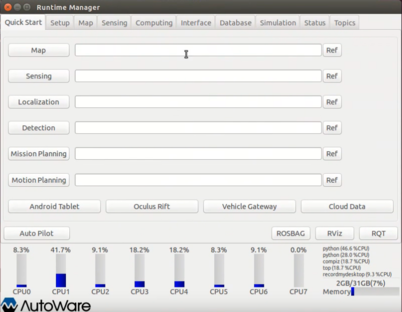 Runtime Manager
Quick Start Setup Map Sensing Computing Interface Database Simulation Status Topics
Map Ref
Sensing Ref
Localization Ref
Detection Ref
Mission Planning Ref
Motion Planning Ref
Android Tablet Oculus Rift Vehicle Gateway Cloud Data
Auto Pilot ROSBAG RViz RQT
8.3% 41.7% 9.1% 18.2% 18.2% 8.3% 9.1% 0.0%
python (46.6 %CPU)
python (28.0 %CPU)
compiz (18.7 %CPU)
top (18.7 %CPU)
recordmydesktop (9.3 %CPU)
2GB/31GB(7%)
CPU0 CPU1 CPU2 CPU3 CPU4 CPU5 CPU6 CPU7 Memory
AutoWare